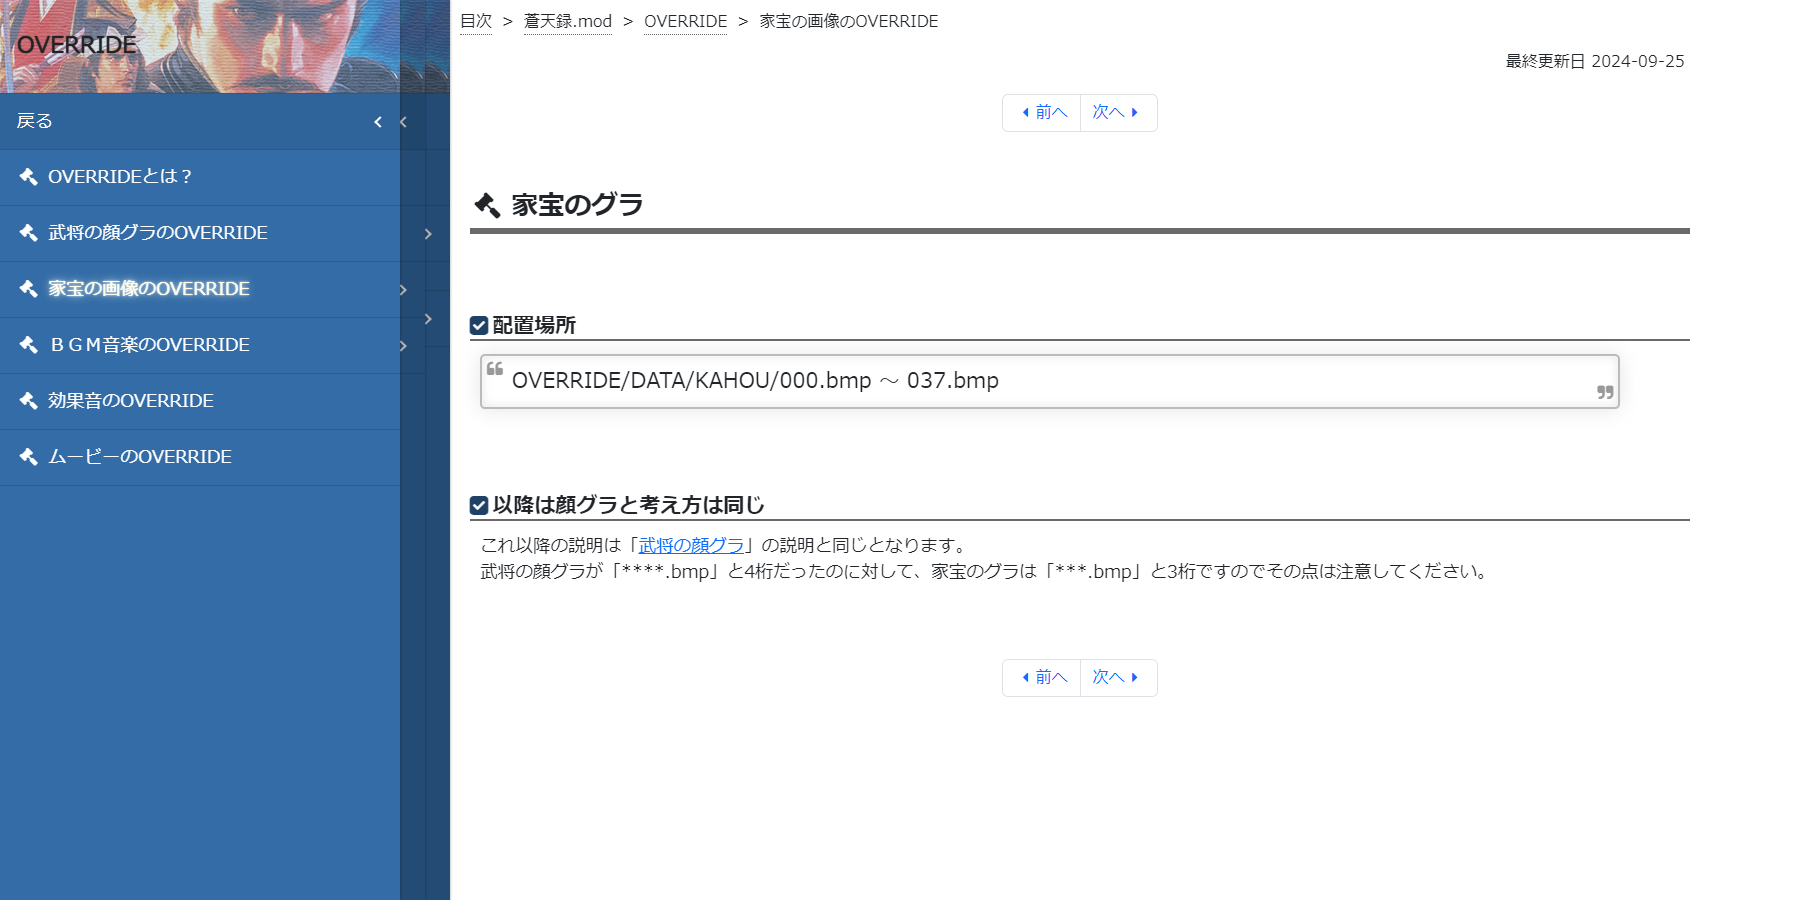 OVERRIDE
戻る
OVERRIDEとは？
武将の顔グラのOVERRIDE
家宝の画像のOVERRIDE
ＢＧＭ音楽のOVERRIDE
効果音のOVERRIDE
ムービーのOVERRIDE
目次 > 蒼天録.mod > OVERRIDE > 家宝の画像のOVERRIDE
最終更新日 2024-09-25
前へ 次へ
家宝のグラ
配置場所
OVERRIDE/DATA/KAHOU/000.bmp ～ 037.bmp
以降は顔グラと考え方は同じ
これ以降の説明は「武将の顔グラ」の説明と同じとなります。
武将の顔グラが「****.bmp」と4桁だったのに対して、家宝のグラは「***.bmp」と3桁ですのでその点は注意してください。
前へ 次へ